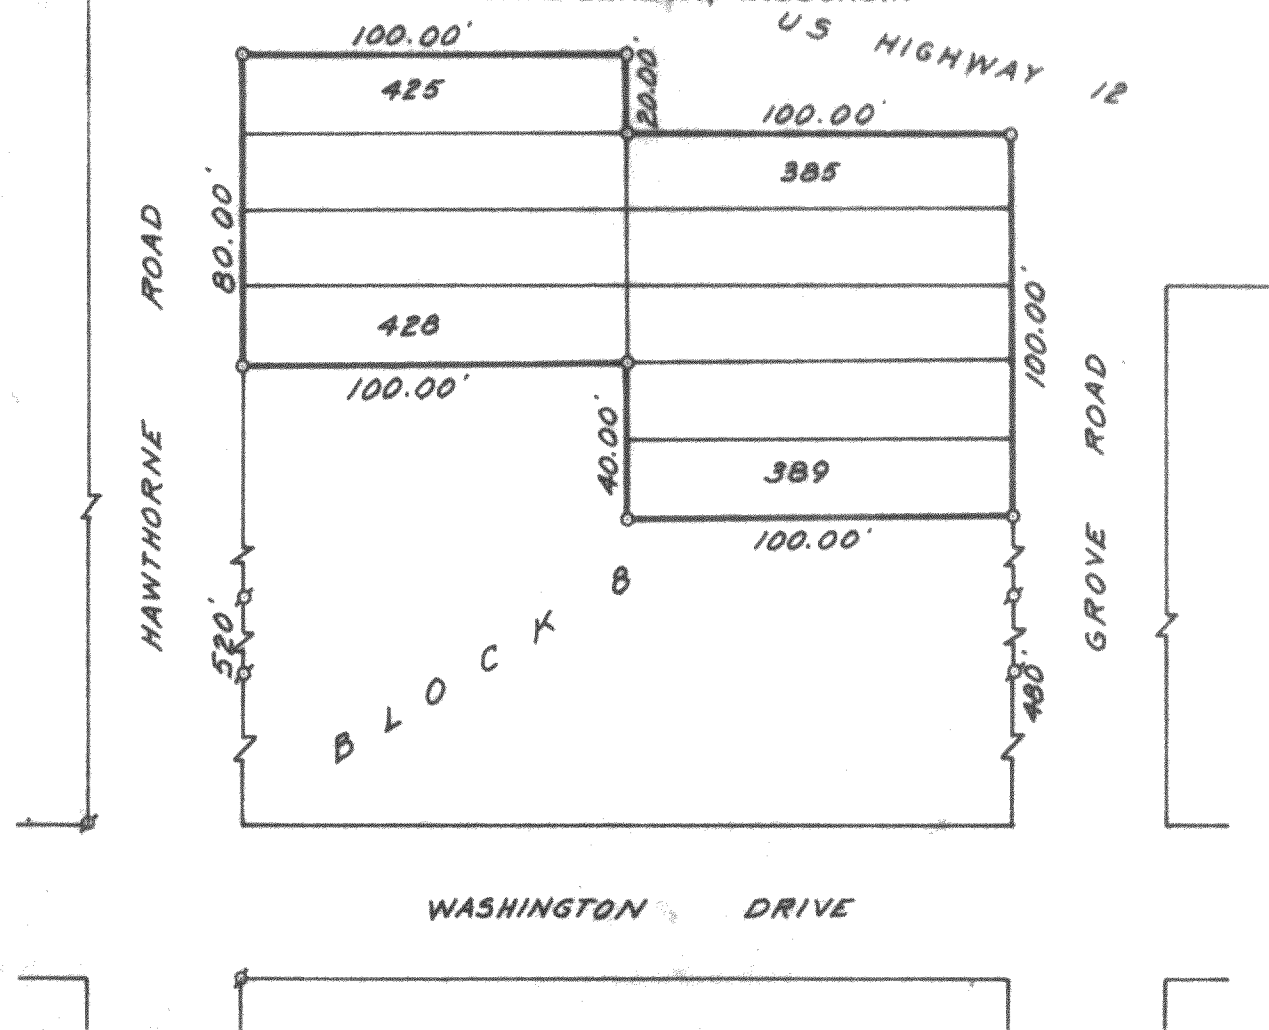 US HIGHWAY 12
100.00'
425
20.00'
100.00'
385
80.00'
HAWTHORNE ROAD
428
100.00'
40.00'
100.00'
GROVE ROAD
389
100.00'
BLOCK 8
520'
480'
WASHINGTON DRIVE